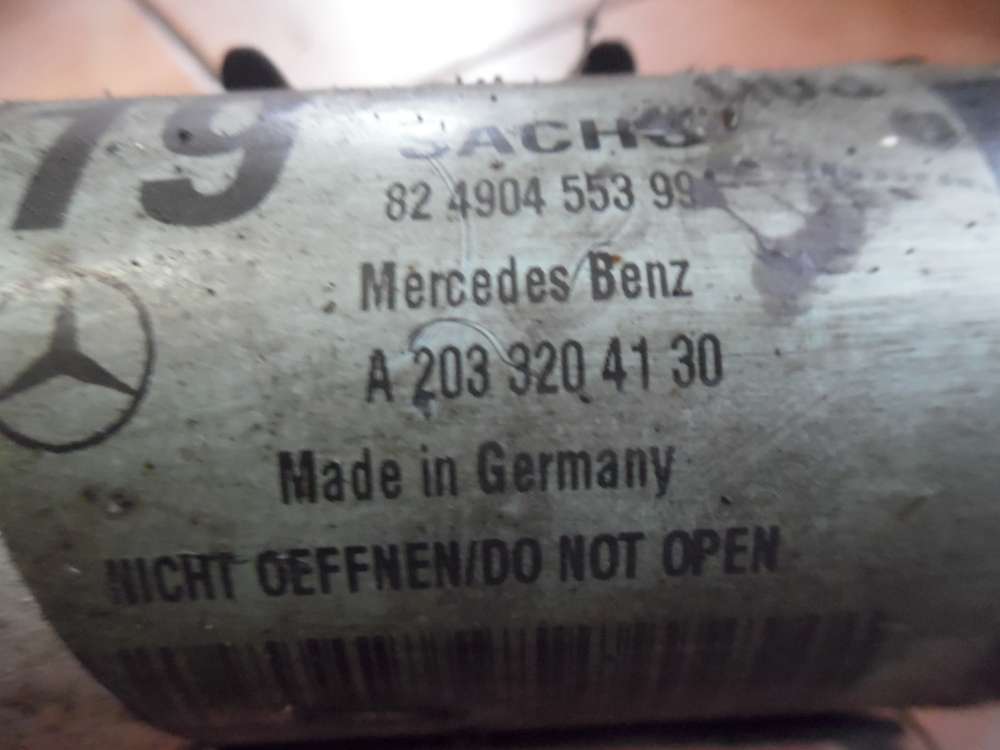 79
SACHS
82 4904 553 99
Mercedes Benz
A 203 320 41 30
Made in Germany
NICHT OEFFNEN/DO NOT OPEN